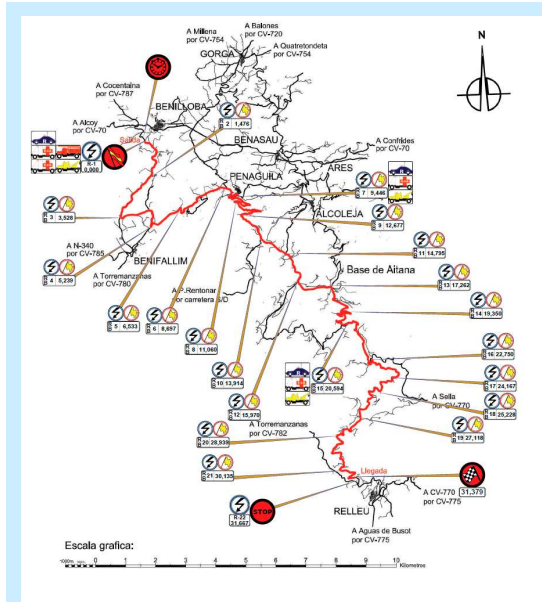 A Balones
por CV-720
A Millena
por CV-754
GORGA
A Quatretondeta
por CV-754
A Cocentaina
por CV-787
BENILLOBA
A Alcoy
por CV-70
Salida
2 1,476
BENASAU
A Confrides
por CV-70
R-1
0,000
ARES
PENAGUILA
7 9,446
3 3,528
ALCOLEJA
9 12,677
A N-340
por CV-785
BENIFALLIM
11 14,795
4 5,239
A Torremanzanas
por CV-780
Base de Aitana
13 17,262
A P.Rentonar
por carretera S/D
5 6,533
6 8,697
14 19,350
8 11,060
16 22,750
10 13,914
15 20,594
17 24,167
A Sella
por CV-770
18 25,228
12 15,970
A Torremanzanas
por CV-782
19 27,118
20 28,939
21 30,135
Llegada
31,379
R-22
31,667
STOP
A CV-770
por CV-775
RELLEU
A Aguas de Busot
por CV-775
Escala grafica:
0 1 2 3 4 5 6 7 8 9 10
Kilometros